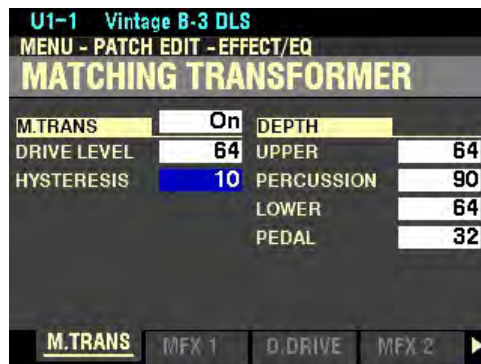 U1-1 Vintage B-3 DLS
MENU - PATCH EDIT - EFFECT/EQ
MATCHING TRANSFORMER
M.TRANS On DEPTH
DRIVE LEVEL 64 UPPER 64
HYSTERESIS 10 PERCUSSION 90
LOWER 64
PEDAL 32
M.TRANS MFX 1 O.DRIVE MFX 2